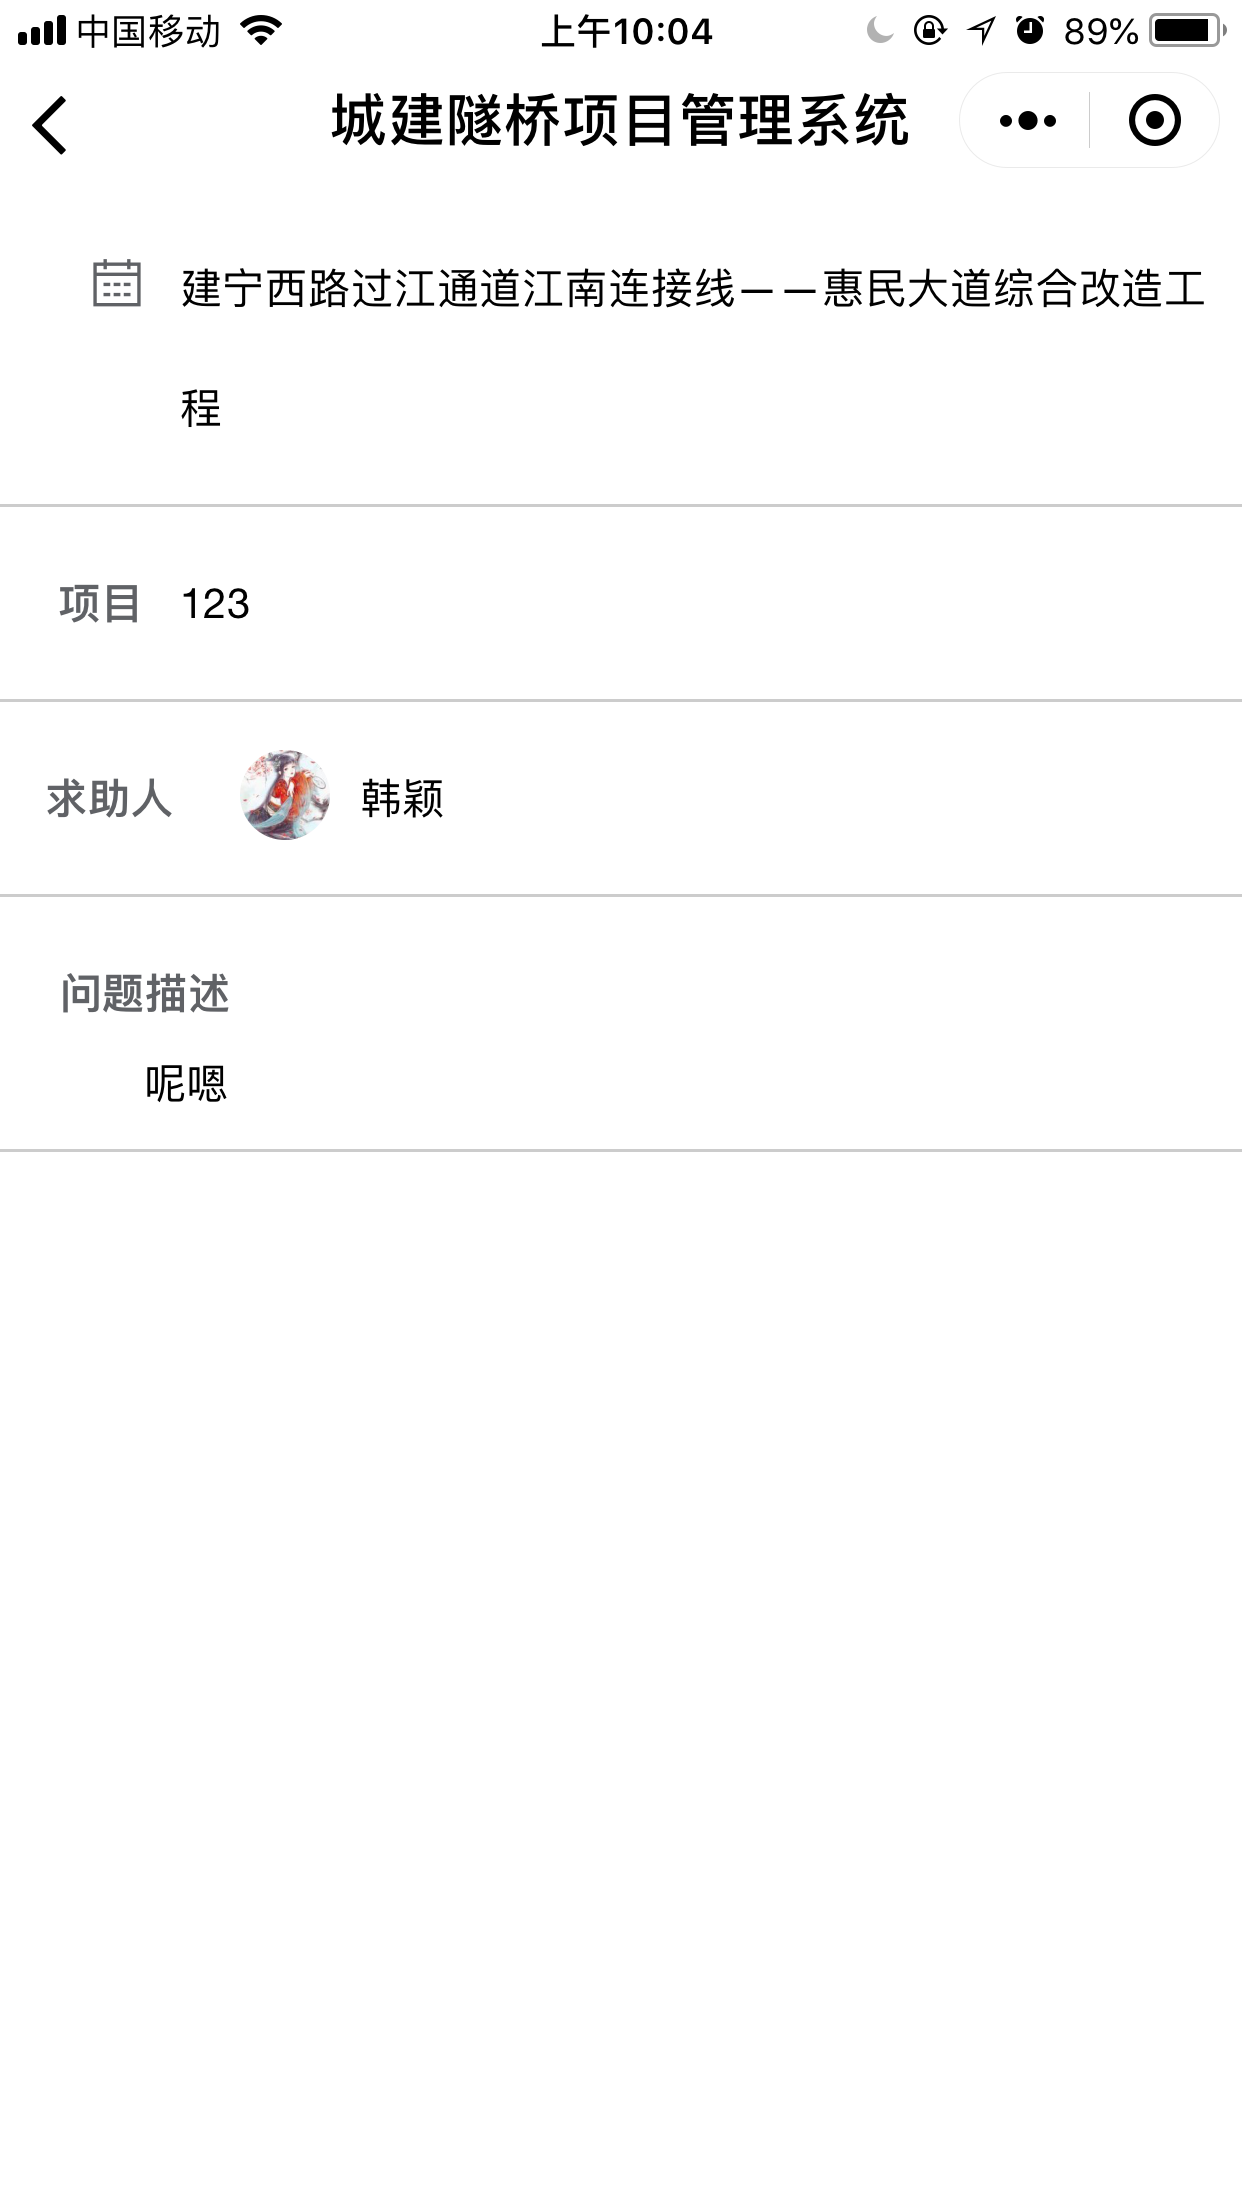 中国移动
上午10:04
89%
城建隧桥项目管理系统
建宁西路过江通道江南连接线——惠民大道综合改造工
程
项目 123
求助人 韩颖
问题描述
呢嗯